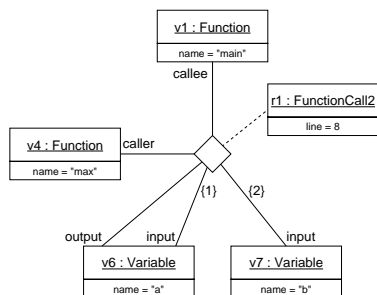 v1 : Function
name = "main"
callee
r1 : FunctionCall2
line = 8
v4 : Function
name = "max"
caller
{1}
{2}
output
input
input
v6 : Variable
name = "a"
v7 : Variable
name = "b"